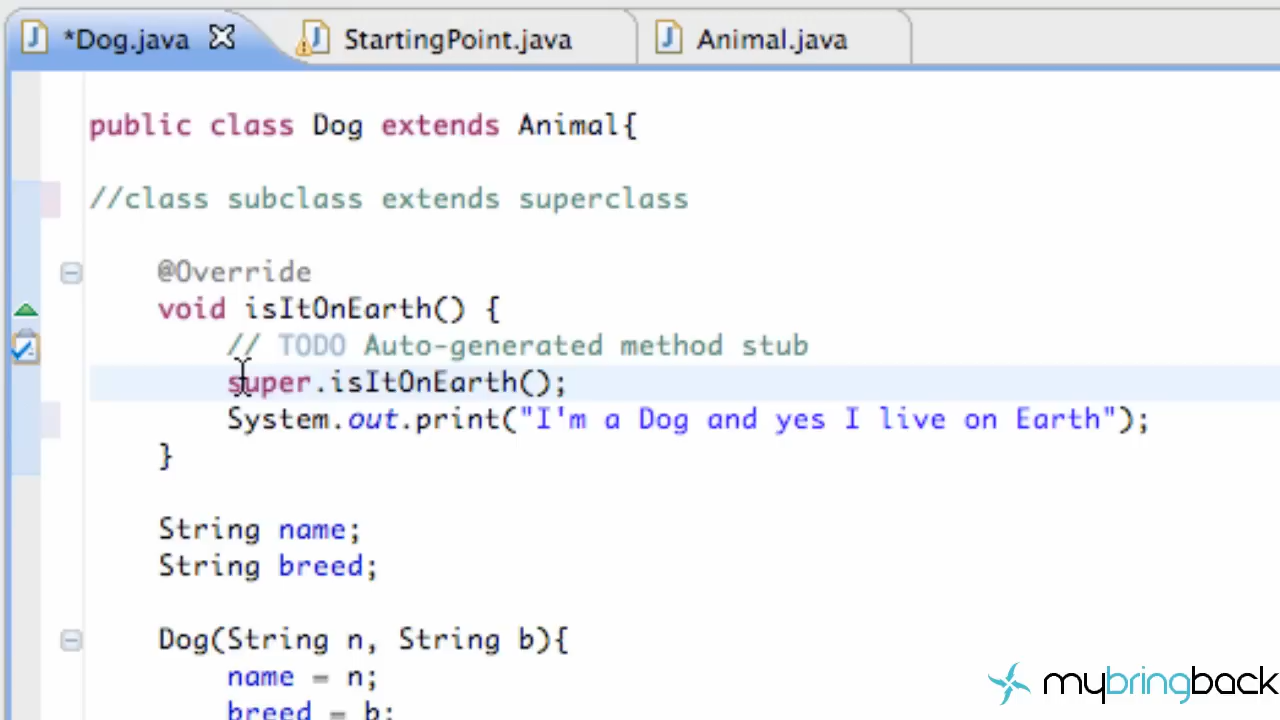 *Dog.java
StartingPoint.java
Animal.java
public class Dog extends Animal{
//class subclass extends superclass
@Override
void isItOnEarth() {
// TODO Auto-generated method stub
super.isItOnEarth();
System.out.print("I'm a Dog and yes I live on Earth");
}
String name;
String breed;
Dog(String n, String b){
name = n;
breed = b;
mybringback